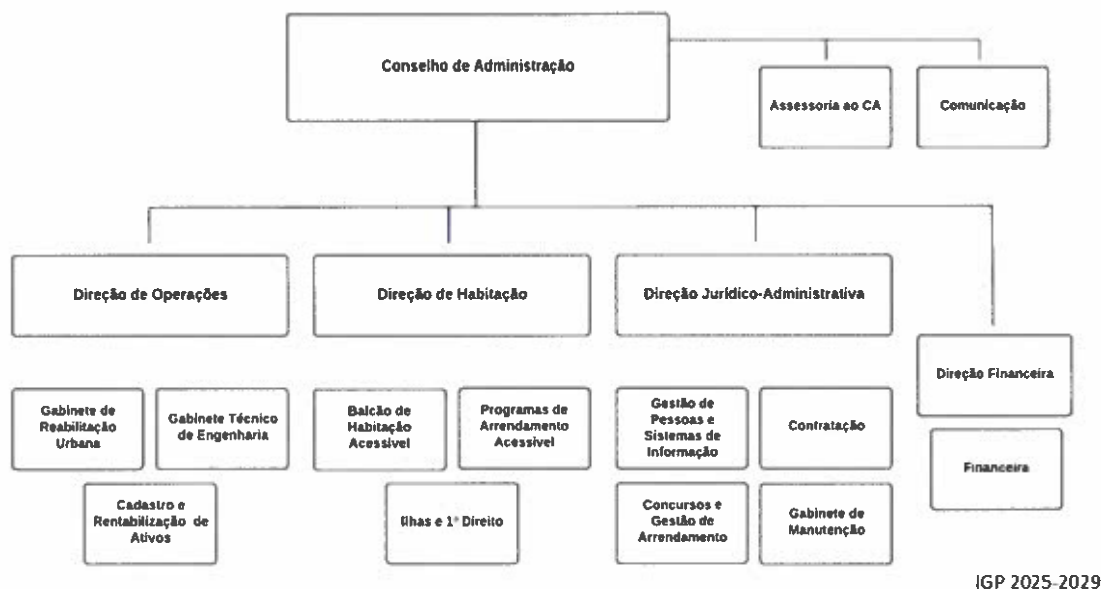 Conselho de Administração
Assessoria ao CA
Comunicação
Direção de Operações
Direção de Habitação
Direção Jurídico-Administrativa
Direção Financeira
Gabinete de
Reabilitação
Urbana
Gabinete Técnico
de Engenharia
Balcão de
Habitação
Acessível
Programas de
Arrendamento
Acessível
Gestão de
Pessoas e
Sistemas de
Informação
Contratação
Financeira
Cadastro e
Rentabilização de
Ativos
Ilhas e 1º Direito
Concursos e
Gestão de
Arrendamento
Gabinete de
Manutenção
IGP 2025-2029